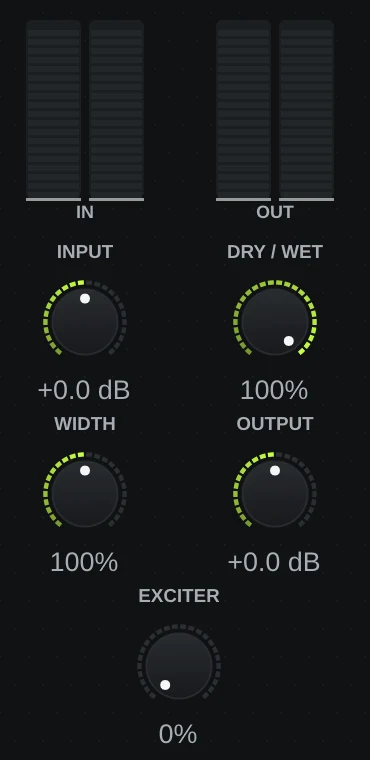 IN OUT
INPUT DRY / WET
+0.0 dB 100%
WIDTH OUTPUT
100% +0.0 dB
EXCITER
0%